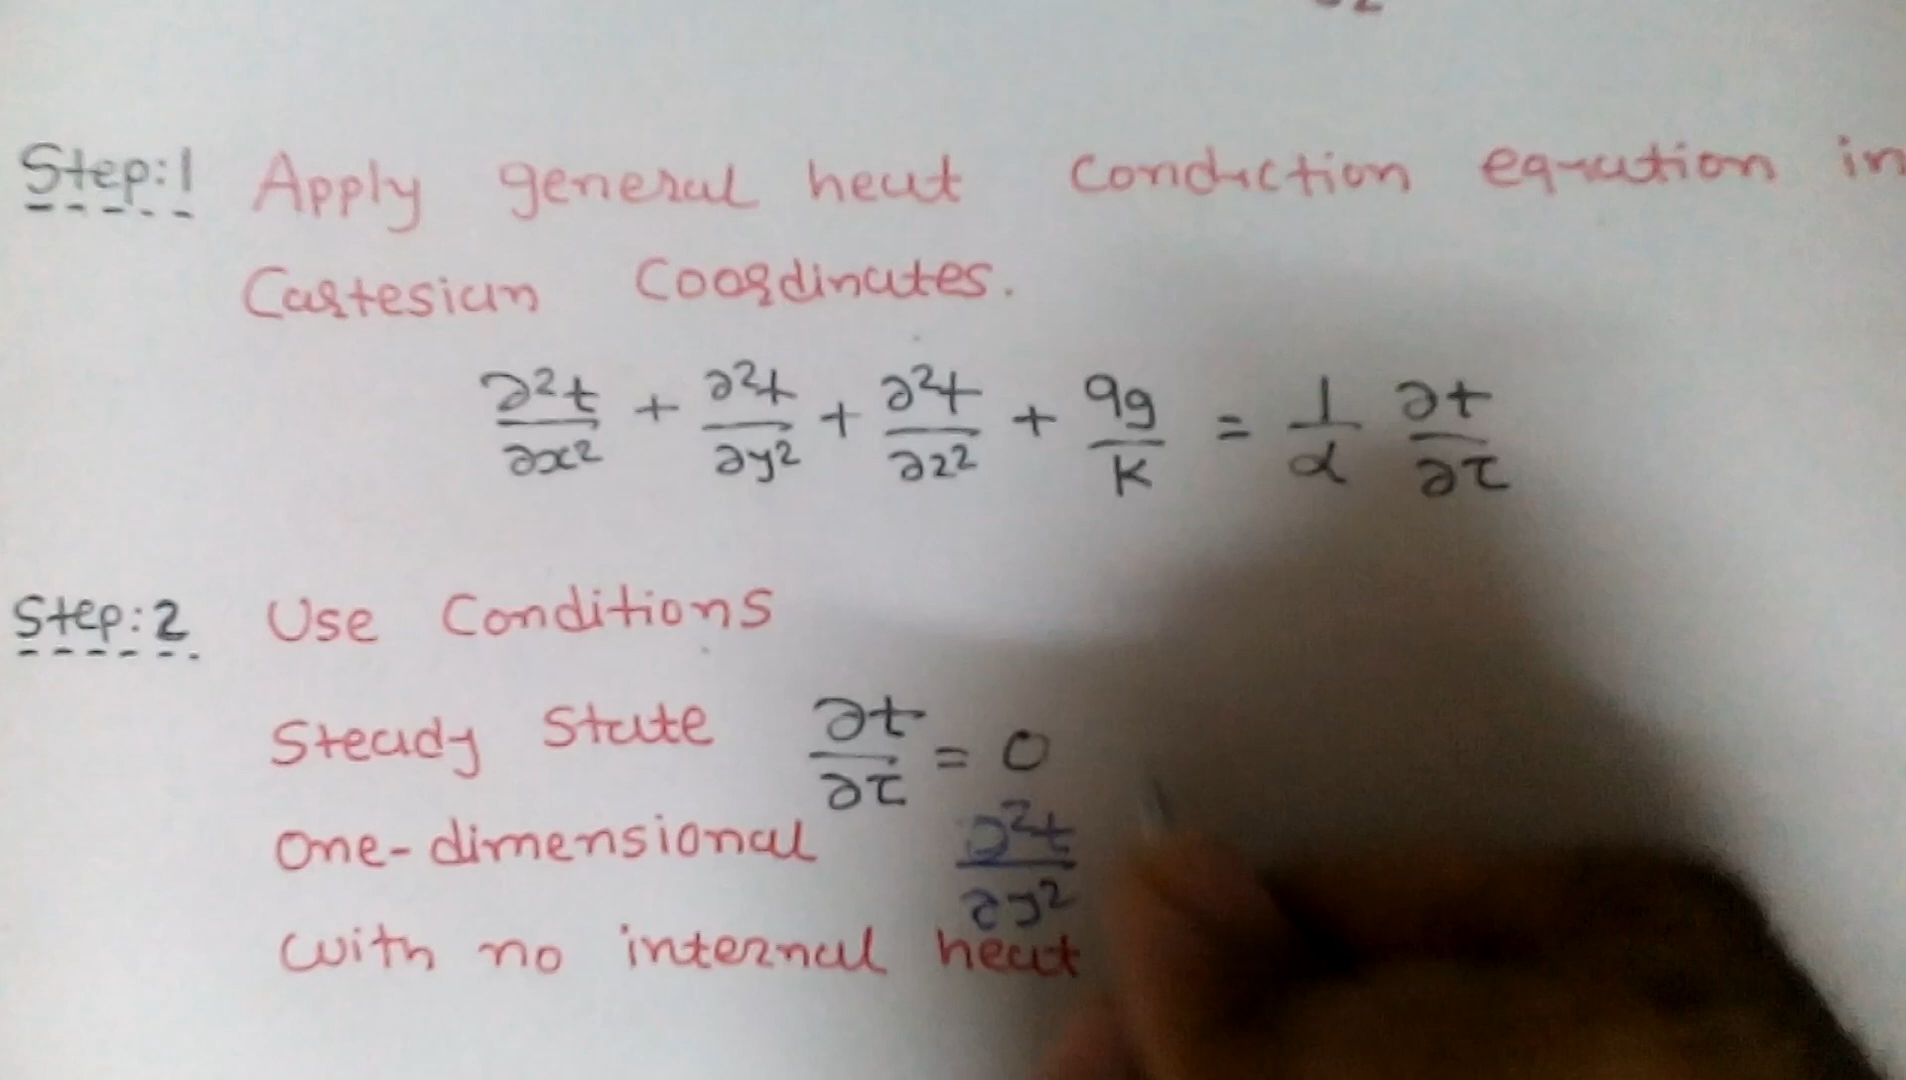 Step:1 Apply general heat conduction equation in
Cartesian Coordinates.
∂²t/∂x² + ∂²t/∂y² + ∂²t/∂z² + qg/k = 1/α ∂t/∂τ
Step:2 Use Conditions
Steady State ∂t/∂τ = 0
One-dimensional ∂²t/∂y²
with no internal heat